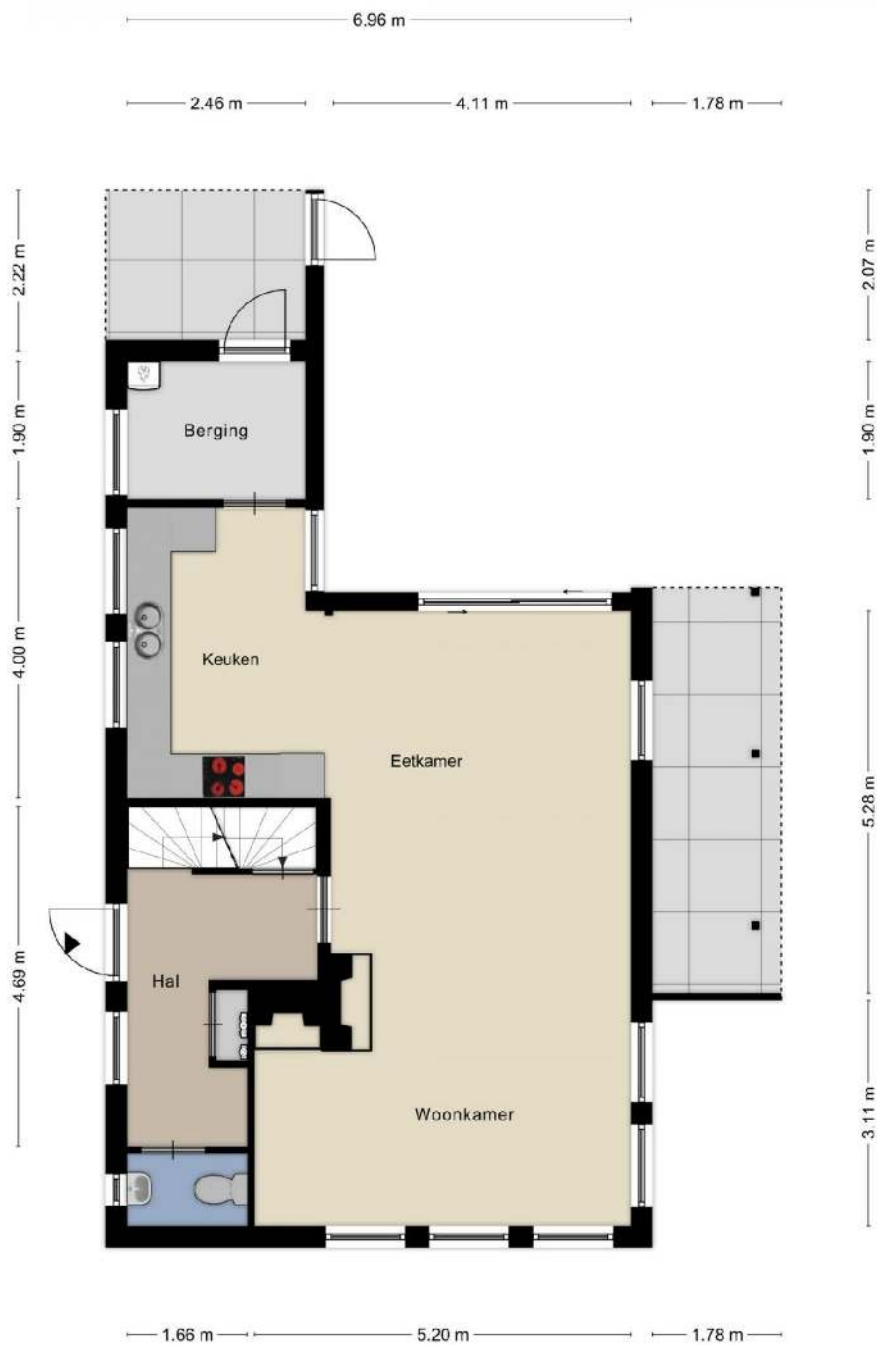 6.96 m
2.46 m
4.11 m
1.78 m
2.22 m
2.07 m
1.90 m
Berging
1.90 m
4.00 m
Keuken
Eetkamer
5.28 m
4.69 m
Hal
Woonkamer
3.11 m
1.66 m
5.20 m
1.78 m